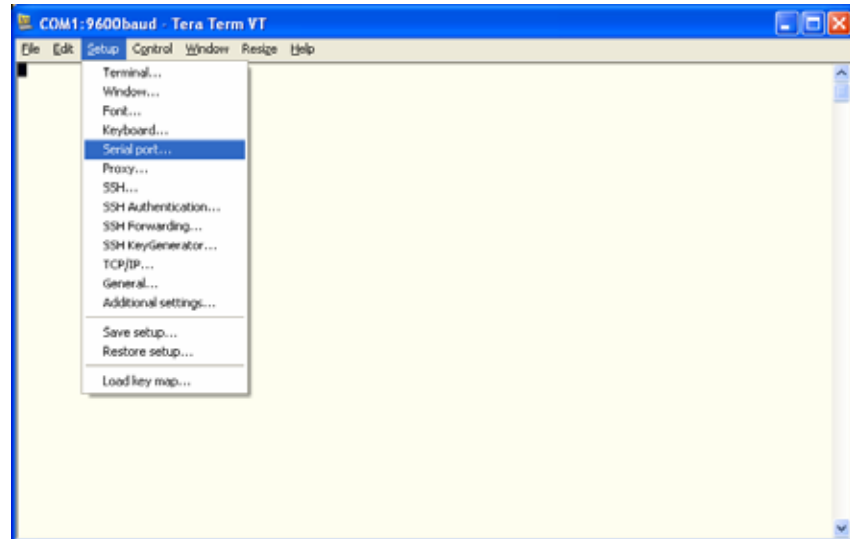 COM1:9600baud - Tera Term VT
File Edit Setup Control Window Resize Help
Terminal...
Window...
Font...
Keyboard...
Serial port...
Proxy...
SSH...
SSH Authentication...
SSH Forwarding...
SSH KeyGenerator...
TCP/IP...
General...
Additional settings...
Save setup...
Restore setup...
Load key map...